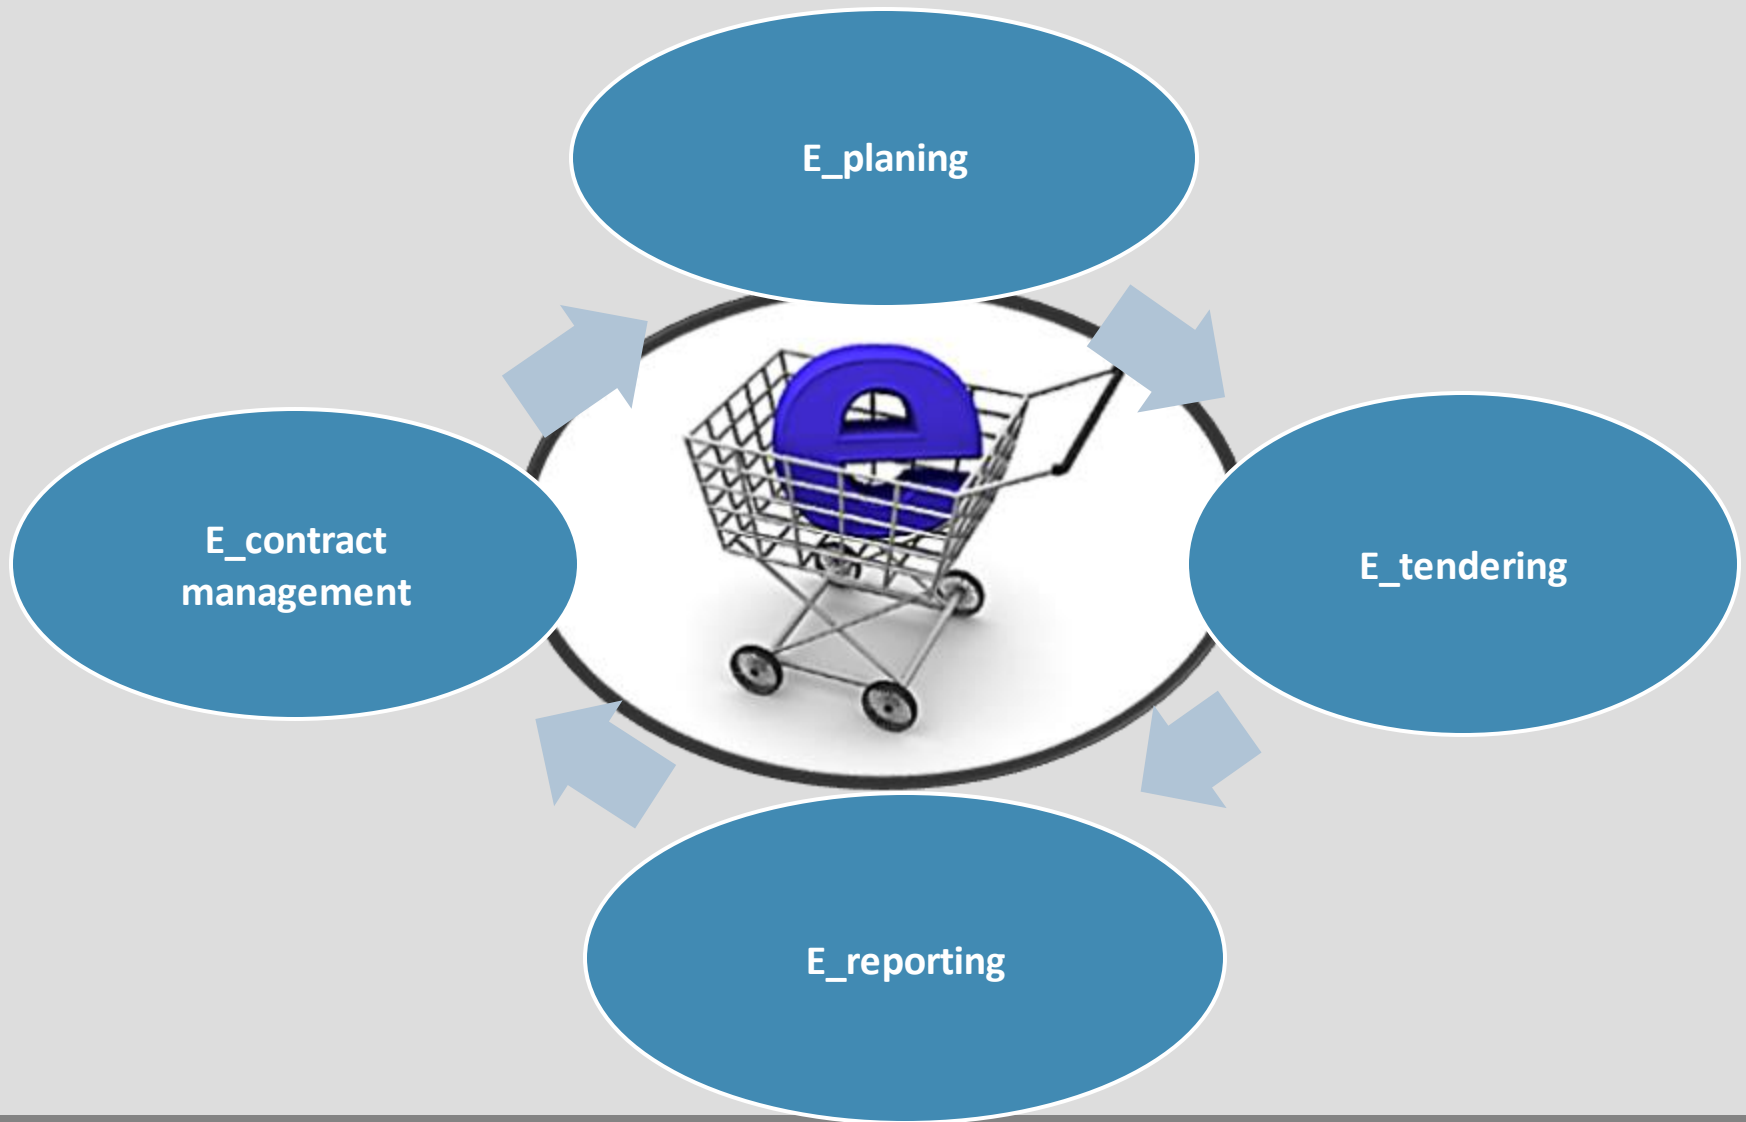 E_planing
E_contract
management
E_tendering
E_reporting
e